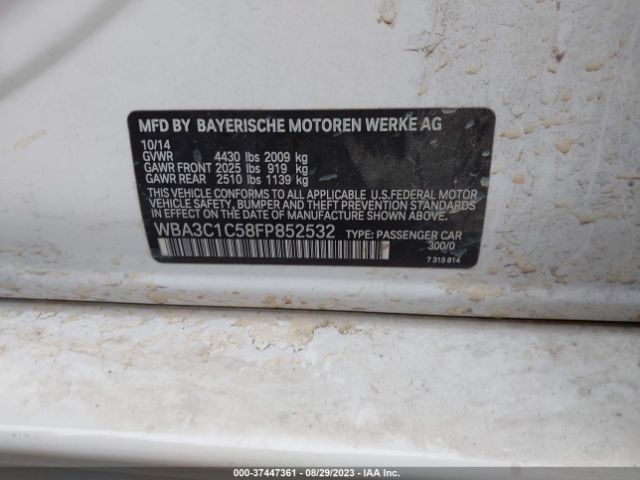 MFD BY BAYERISCHE MOTOREN WERKE AG
10/14
GVWR 4430 lbs 2009 kg
GAWR FRONT 2025 lbs 919 kg
GAWR REAR 2510 lbs 1139 kg
THIS VEHICLE CONFORMS TO ALL APPLICABLE U.S.FEDERAL MOTOR
VEHICLE SAFETY, BUMPER AND THEFT PREVENTION STANDARDS IN
EFFECT ON THE DATE OF MANUFACTURE SHOWN ABOVE.
WBA3C1C58FP852532 TYPE: PASSENGER CAR
300/0
7 315 814
000-37447361 - 08/29/2023 - IAA Inc.